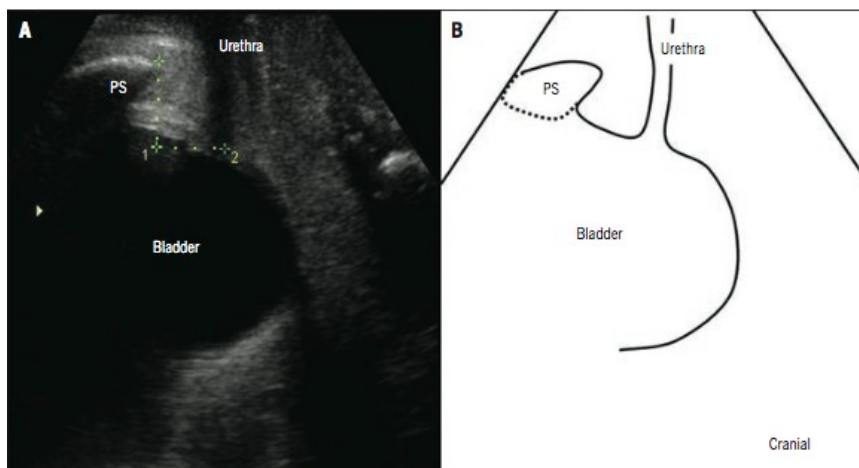 A
Urethra
PS
1
2
Bladder
B
Urethra
PS
Bladder
Cranial